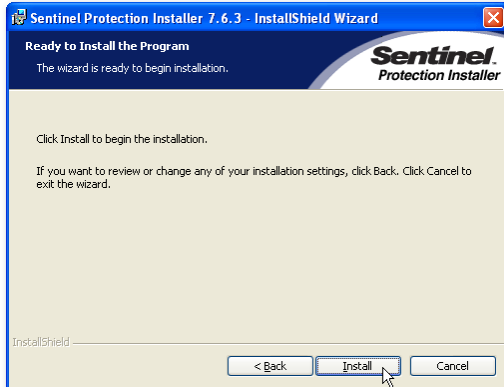 Sentinel Protection Installer 7.6.3 - InstallShield Wizard
Ready to Install the Program
The wizard is ready to begin installation.
Sentinel.
Protection Installer
Click Install to begin the installation.
If you want to review or change any of your installation settings, click Back. Click Cancel to
exit the wizard.
InstallShield
< Back
Install
Cancel